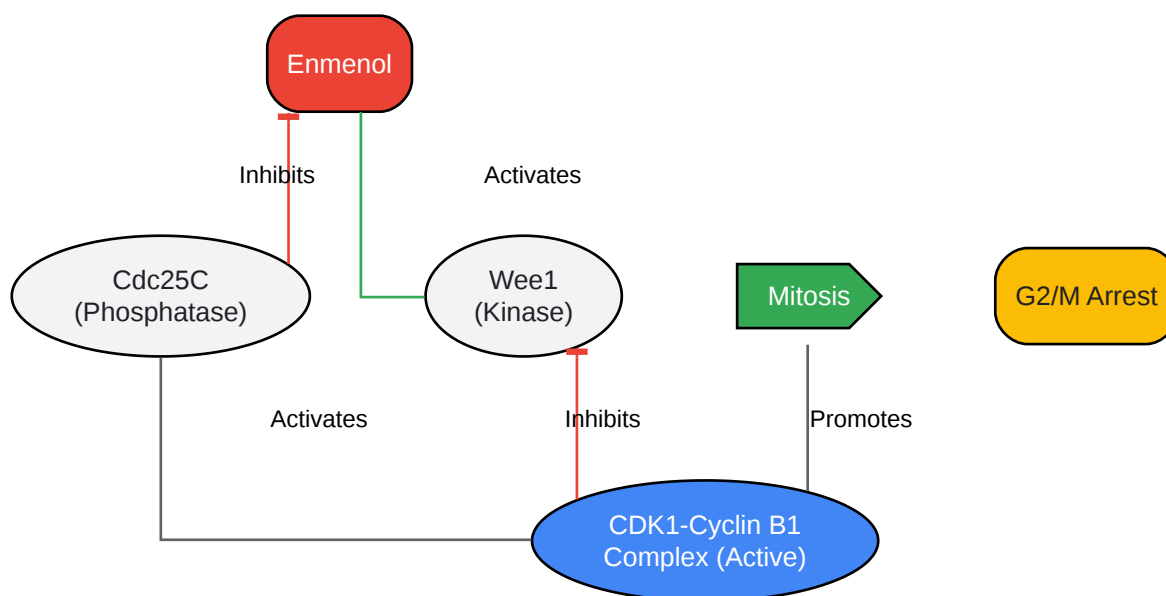 Enmenol
Inhibits
Activates
Cdc25C
(Phosphatase)
Wee1
(Kinase)
Mitosis
G2/M Arrest
Activates
Inhibits
Promotes
CDK1-Cyclin B1
Complex (Active)